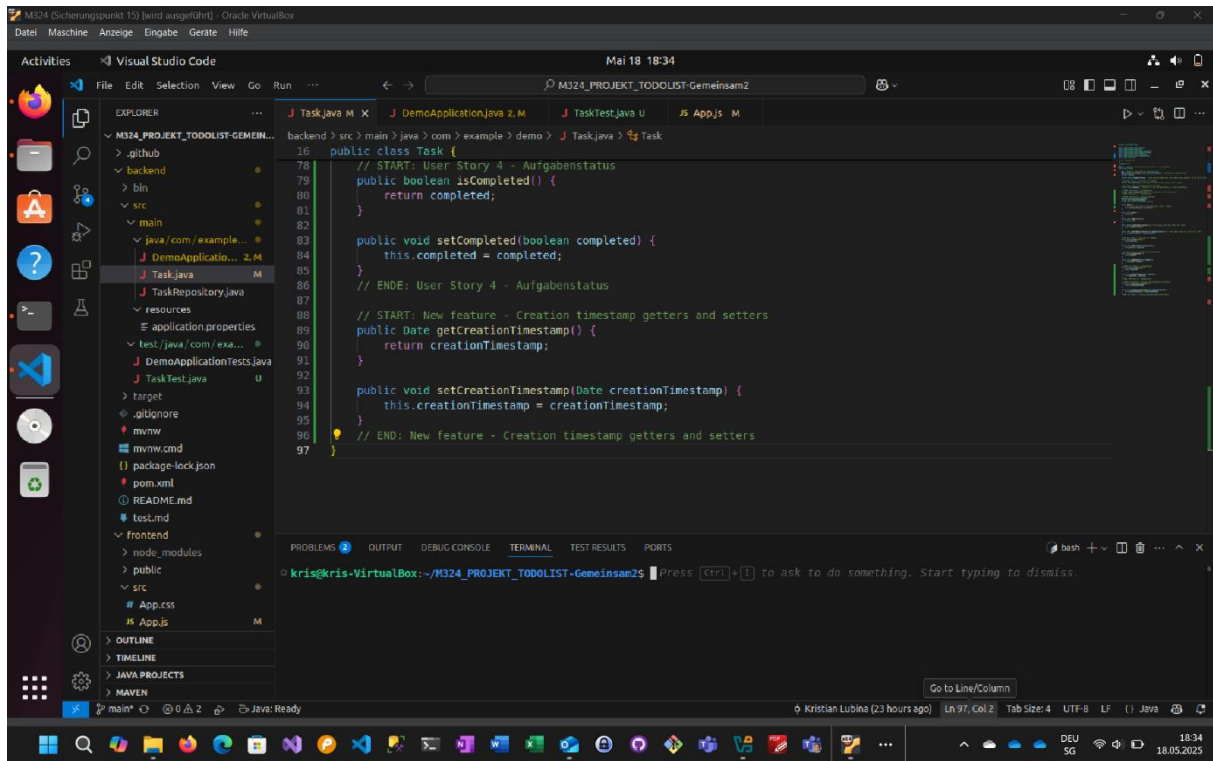 M324 (Sicherungspunkt 15) [wird ausgeführt] - Oracle VirtualBox
Datei Maschine Anzeige Eingabe Geräte Hilfe
Activities Visual Studio Code Mai 18 18:34
File Edit Selection View Go Run ... M324_PROJEKT_TODOLIST-Gemeinsam2
EXPLORER ...
Task.java M DemoApplication.java 2, M TaskTest.java U App.js M
M324_PROJEKT_TODOLIST-GEMEIN...
backend > src > main > java > com > example > demo > Task.java > Task
.github
backend
bin
src
main
java/com/example...
DemoApplicatio... 2, M
Task.java M
TaskRepository.java
resources
application.properties
test/java/com/exa...
DemoApplicationTests.java
TaskTest.java U
target
.gitignore
mvnw
mvnw.cmd
package-lock.json
pom.xml
README.md
test.md
frontend
node_modules
public
src
App.css
App.js M
OUTLINE
TIMELINE
JAVA PROJECTS
MAVEN
16 public class Task {
78 // START: User Story 4 - Aufgabenstatus
79 public boolean isCompleted() {
80 return completed;
81 }
82
83 public void setCompleted(boolean completed) {
84 this.completed = completed;
85 }
86 // ENDE: User Story 4 - Aufgabenstatus
87
88 // START: New feature - Creation timestamp getters and setters
89 public Date getCreationTimestamp() {
90 return creationTimestamp;
91 }
92
93 public void setCreationTimestamp(Date creationTimestamp) {
94 this.creationTimestamp = creationTimestamp;
95 }
96 // END: New feature - Creation timestamp getters and setters
97 }
PROBLEMS 2 OUTPUT DEBUG CONSOLE TERMINAL TEST RESULTS PORTS bash
kris@kris-VirtualBox:~/M324_PROJEKT_TODOLIST-Gemeinsam2$ Press Ctrl+I to ask to do something. Start typing to dismiss.
Go to Line/Column
main* 0 2 Java: Ready Kristian Lubina (23 hours ago) Ln 97, Col 2 Tab Size: 4 UTF-8 LF {} Java
DEU 18:34
SG 18.05.2025